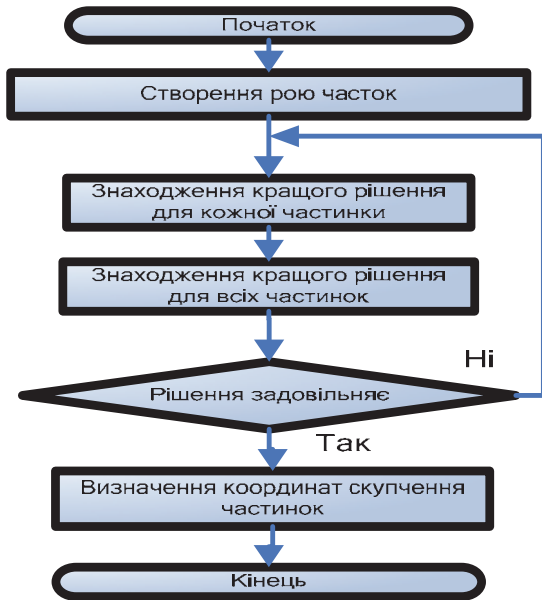 Початок
Створення рою часток
Знаходження кращого рішення
для кожної частинки
Знаходження кращого рішення
для всіх частинок
Ні
Рішення задовільняє
Так
Визначення координат скупчення
частинок
Кінець